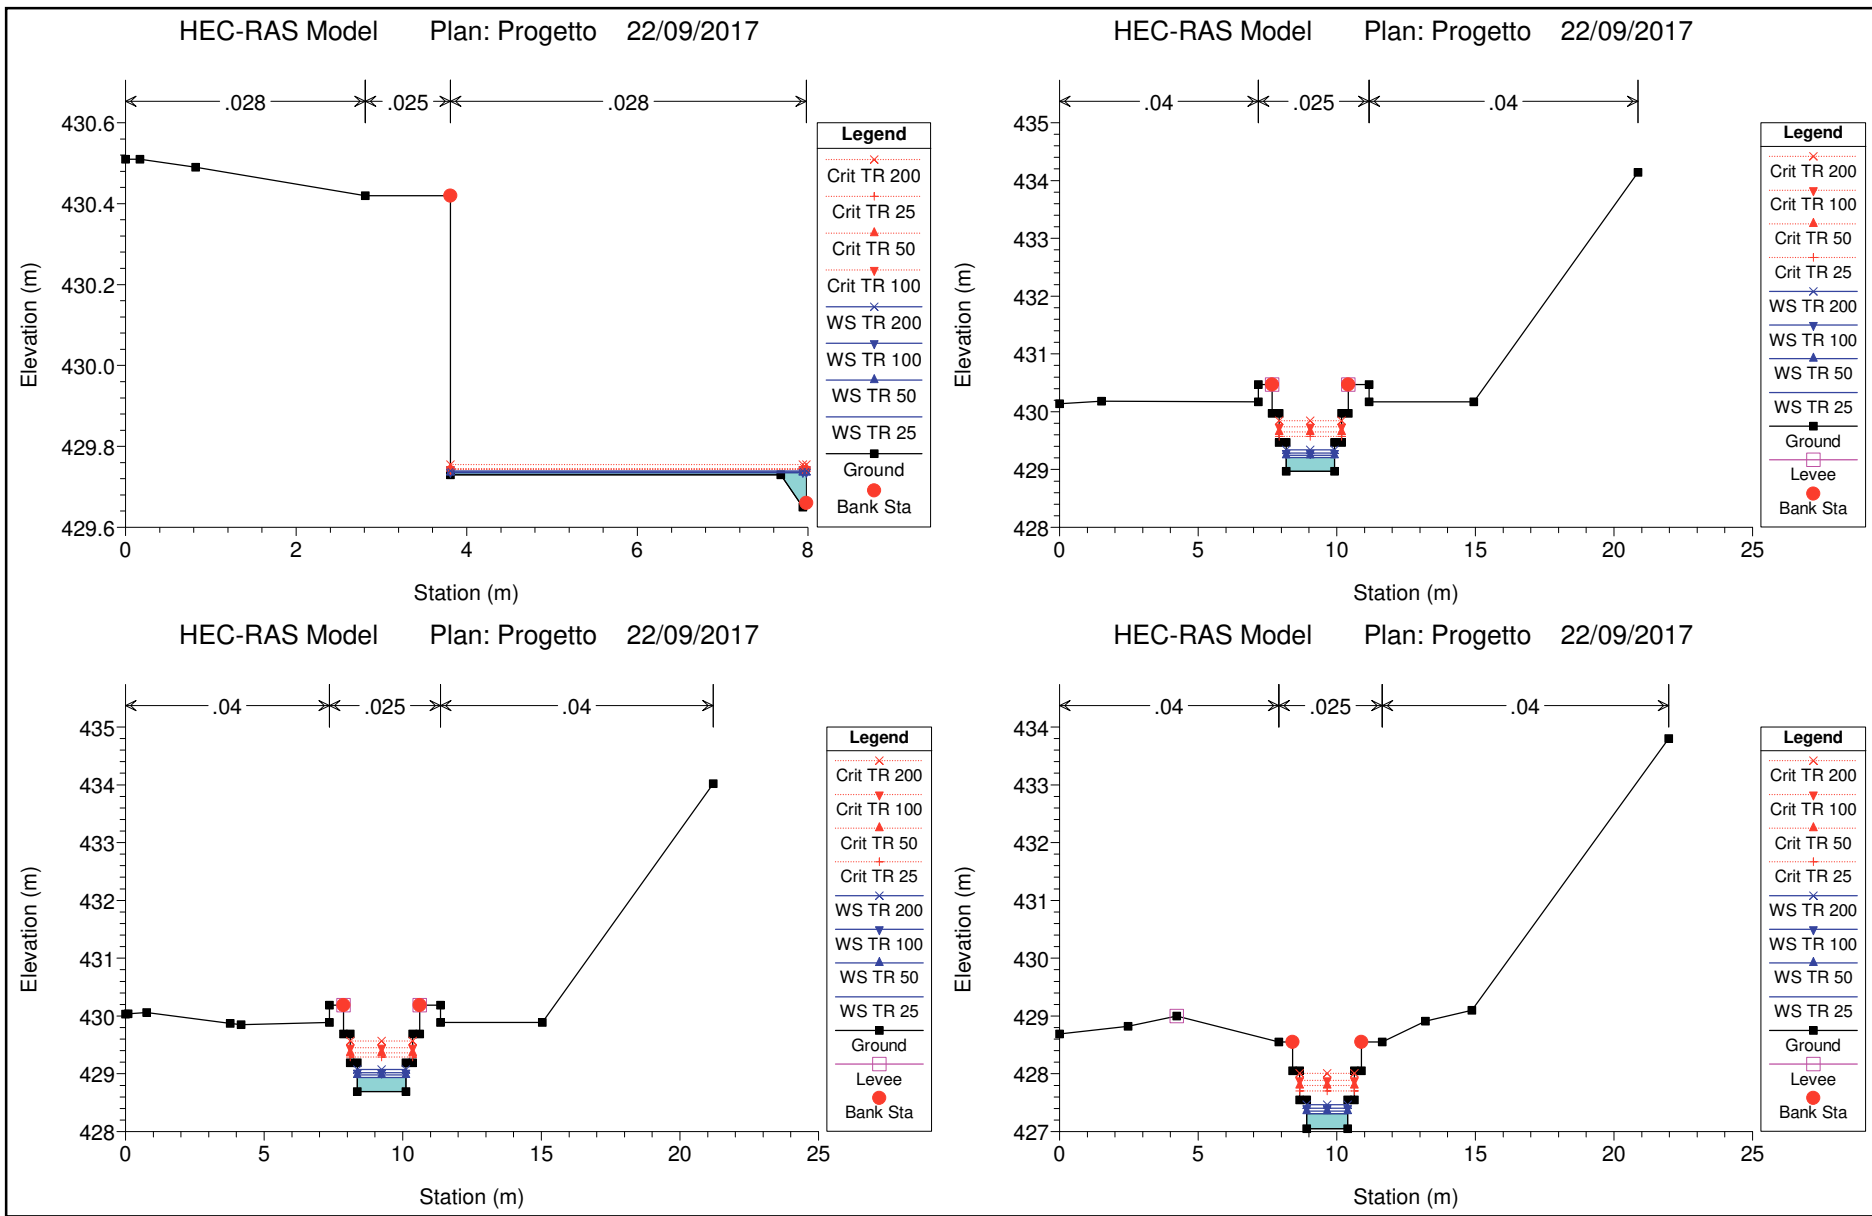 HEC-RAS Model Plan: Progetto 22/09/2017
.028 .025 .028
430.6
430.4
430.2
430.0
429.8
429.6
Elevation (m)
0 2 4 6 8
Station (m)
Legend
Crit TR 200
Crit TR 25
Crit TR 50
Crit TR 100
WS TR 200
WS TR 100
WS TR 50
WS TR 25
Ground
Bank Sta
HEC-RAS Model Plan: Progetto 22/09/2017
.04 .025 .04
435
434
433
432
431
430
429
428
Elevation (m)
0 5 10 15 20 25
Station (m)
Legend
Crit TR 200
Crit TR 100
Crit TR 50
Crit TR 25
WS TR 200
WS TR 100
WS TR 50
WS TR 25
Ground
Levee
Bank Sta
HEC-RAS Model Plan: Progetto 22/09/2017
.04 .025 .04
435
434
433
432
431
430
429
428
Elevation (m)
0 5 10 15 20 25
Station (m)
Legend
Crit TR 200
Crit TR 100
Crit TR 50
Crit TR 25
WS TR 200
WS TR 100
WS TR 50
WS TR 25
Ground
Levee
Bank Sta
HEC-RAS Model Plan: Progetto 22/09/2017
.04 .025 .04
434
433
432
431
430
429
428
427
Elevation (m)
0 5 10 15 20 25
Station (m)
Legend
Crit TR 200
Crit TR 100
Crit TR 50
Crit TR 25
WS TR 200
WS TR 100
WS TR 50
WS TR 25
Ground
Levee
Bank Sta